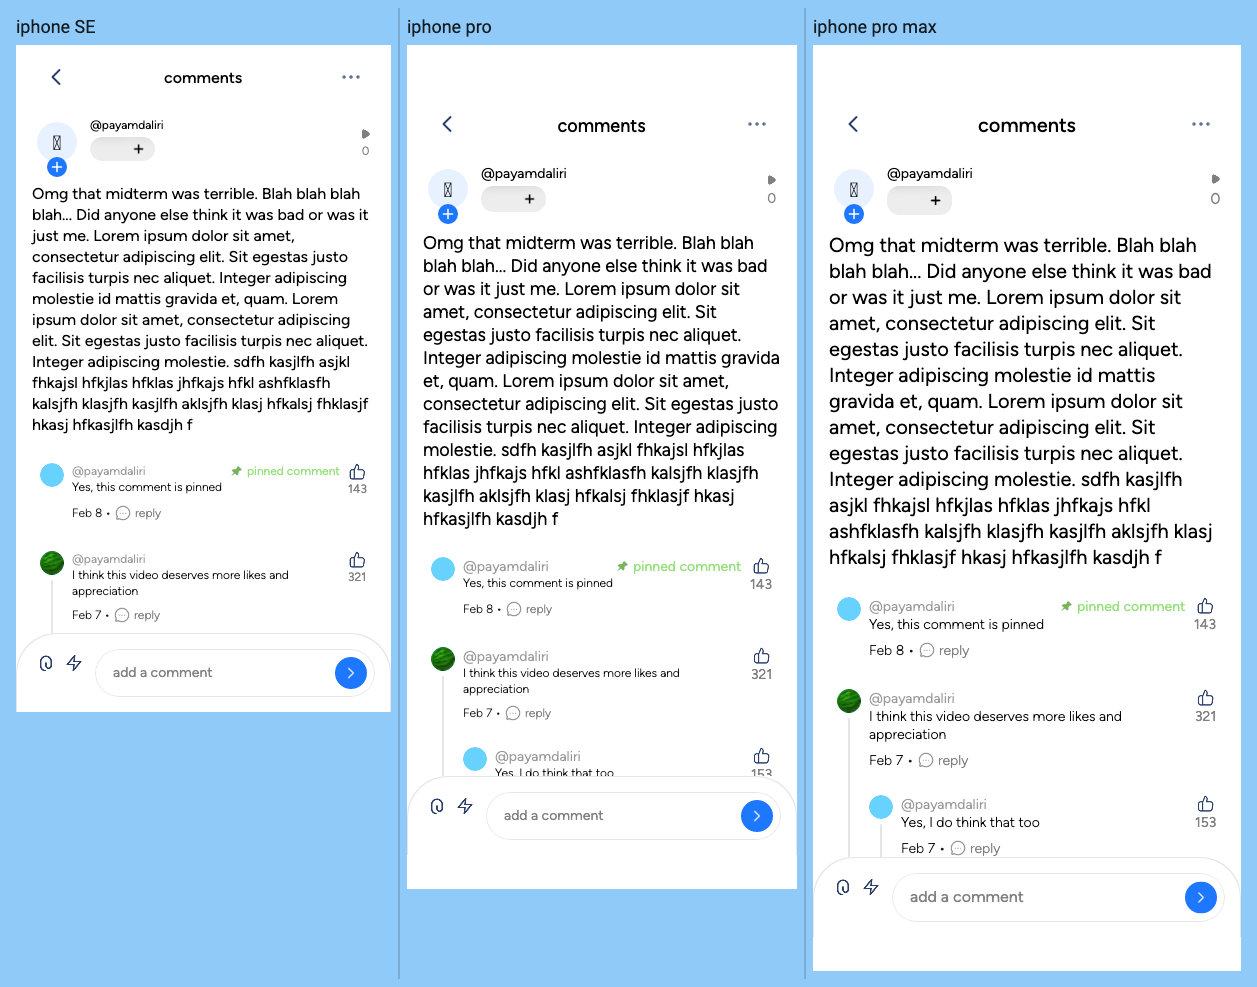 iphone SE
comments
@payamdaliri
+
0
Omg that midterm was terrible. Blah blah blah
blah... Did anyone else think it was bad or was it
just me. Lorem ipsum dolor sit amet,
consectetur adipiscing elit. Sit egestas justo
facilisis turpis nec aliquet. Integer adipiscing
molestie id mattis gravida et, quam. Lorem
ipsum dolor sit amet, consectetur adipiscing
elit. Sit egestas justo facilisis turpis nec aliquet.
Integer adipiscing molestie. sdfh kasjlfh asjkl
fhkajsl hfkjlas hfklas jhfkajs hfkl ashfklasfh
kalsjfh klasjfh kasjlfh aklsjfh klasj hfkalsj fhklasjf
hkasj hfkasjlfh kasdjh f
@payamdaliri pinned comment
Yes, this comment is pinned
143
Feb 8 • reply
@payamdaliri
I think this video deserves more likes and
appreciation
321
Feb 7 • reply
add a comment
iphone pro
comments
@payamdaliri
+
0
Omg that midterm was terrible. Blah blah
blah blah... Did anyone else think it was bad
or was it just me. Lorem ipsum dolor sit
amet, consectetur adipiscing elit. Sit
egestas justo facilisis turpis nec aliquet.
Integer adipiscing molestie id mattis gravida
et, quam. Lorem ipsum dolor sit amet,
consectetur adipiscing elit. Sit egestas justo
facilisis turpis nec aliquet. Integer adipiscing
molestie. sdfh kasjlfh asjkl fhkajsl hfkjlas
hfklas jhfkajs hfkl ashfklasfh kalsjfh klasjfh
kasjlfh aklsjfh klasj hfkalsj fhklasjf hkasj
hfkasjlfh kasdjh f
@payamdaliri pinned comment
Yes, this comment is pinned
143
Feb 8 • reply
@payamdaliri
I think this video deserves more likes and
appreciation
321
Feb 7 • reply
@payamdaliri
Yes, I do think that too
153
add a comment
iphone pro max
comments
@payamdaliri
+
0
Omg that midterm was terrible. Blah blah
blah blah... Did anyone else think it was bad
or was it just me. Lorem ipsum dolor sit
amet, consectetur adipiscing elit. Sit
egestas justo facilisis turpis nec aliquet.
Integer adipiscing molestie id mattis
gravida et, quam. Lorem ipsum dolor sit
amet, consectetur adipiscing elit. Sit
egestas justo facilisis turpis nec aliquet.
Integer adipiscing molestie. sdfh kasjlfh
asjkl fhkajsl hfkjlas hfklas jhfkajs hfkl
ashfklasfh kalsjfh klasjfh kasjlfh aklsjfh klasj
hfkalsj fhklasjf hkasj hfkasjlfh kasdjh f
@payamdaliri pinned comment
Yes, this comment is pinned
143
Feb 8 • reply
@payamdaliri
I think this video deserves more likes and
appreciation
321
Feb 7 • reply
@payamdaliri
Yes, I do think that too
153
Feb 7 • reply
add a comment